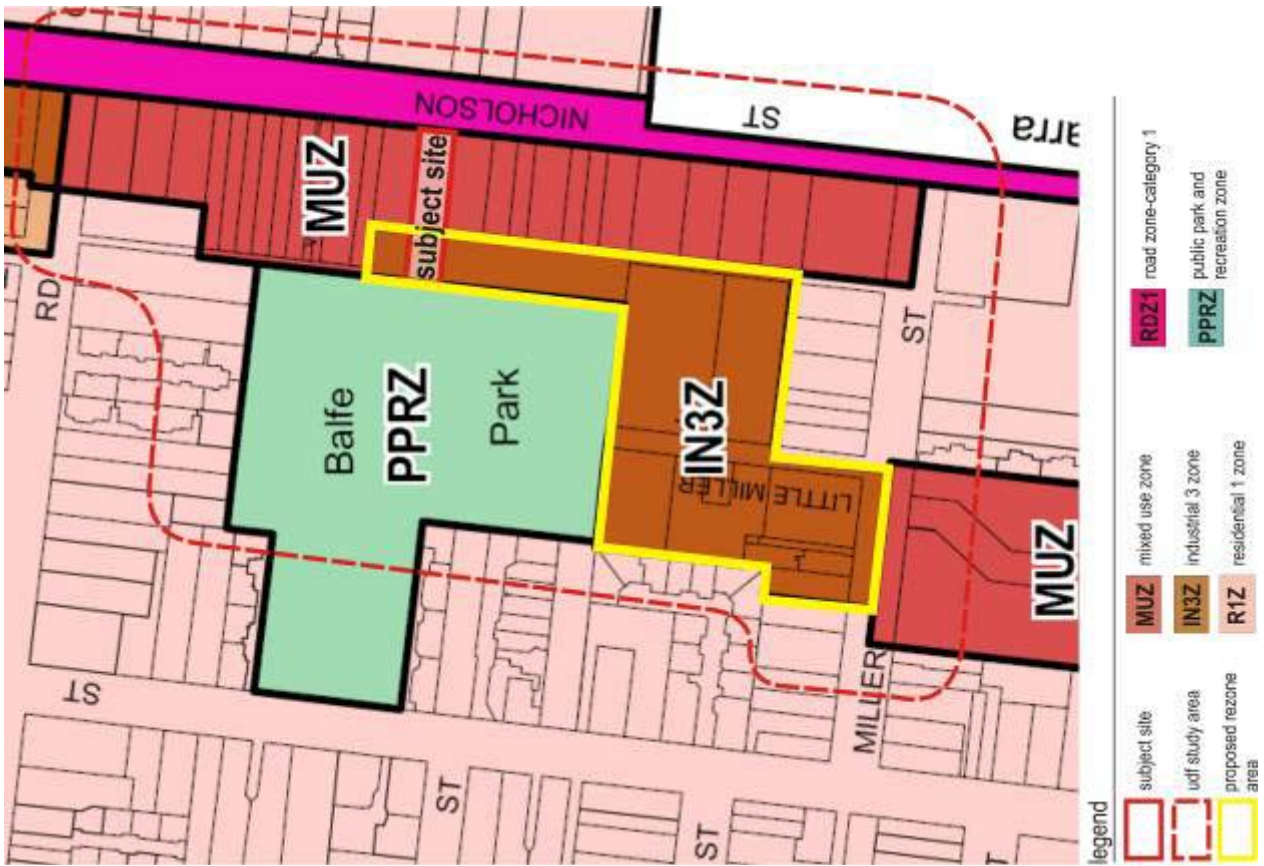 NICHOLSON
ST
arra
MUZ
subject site
RD
Balfe
PPRZ
Park
IN3Z
LITTLE MILLER
ST
MUZ
MILLER
ST
ST
ST
legend
subject site
udf study area
proposed rezone
area
MUZ mixed use zone
IN3Z industrial 3 zone
R1Z residential 1 zone
RDZ1 road zone-category 1
PPRZ public park and
recreation zone